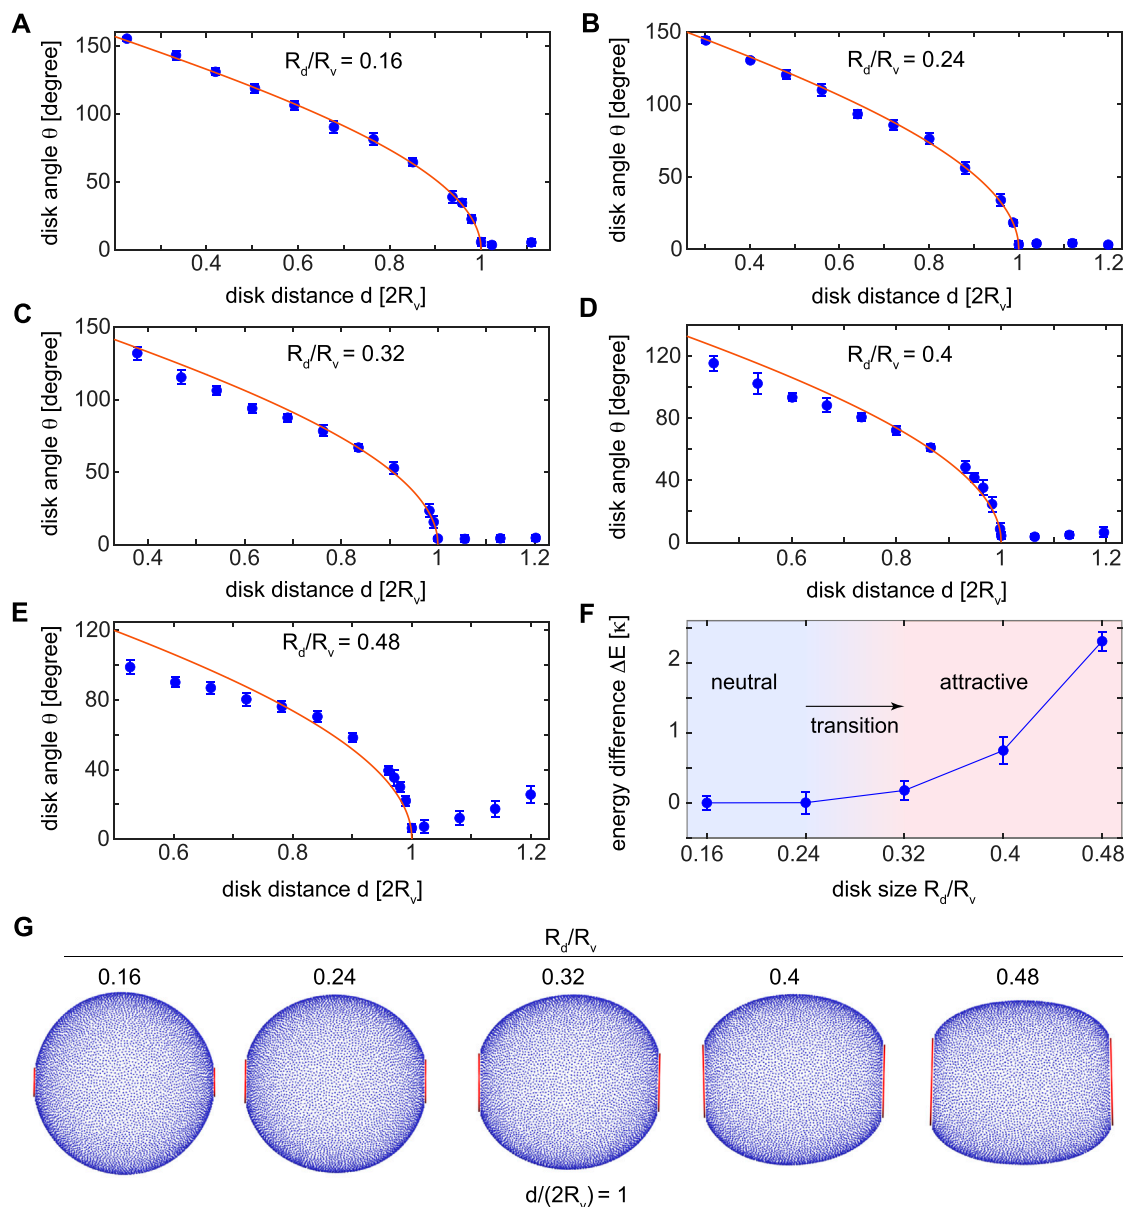 A
R_d/R_v = 0.16
disk angle θ [degree]
150
100
50
0
0.4 0.6 0.8 1
disk distance d [2R_v]
B
R_d/R_v = 0.24
disk angle θ [degree]
150
100
50
0
0.4 0.6 0.8 1 1.2
disk distance d [2R_v]
C
R_d/R_v = 0.32
disk angle θ [degree]
150
100
50
0
0.4 0.6 0.8 1 1.2
disk distance d [2R_v]
D
R_d/R_v = 0.4
disk angle θ [degree]
120
80
40
0
0.6 0.8 1 1.2
disk distance d [2R_v]
E
R_d/R_v = 0.48
disk angle θ [degree]
120
80
40
0
0.6 0.8 1 1.2
disk distance d [2R_v]
F
energy difference ΔE [κ]
2
1
0
neutral
attractive
transition
0.16 0.24 0.32 0.4 0.48
disk size R_d/R_v
G
R_d/R_v
0.16 0.24 0.32 0.4 0.48
d/(2R_v) = 1